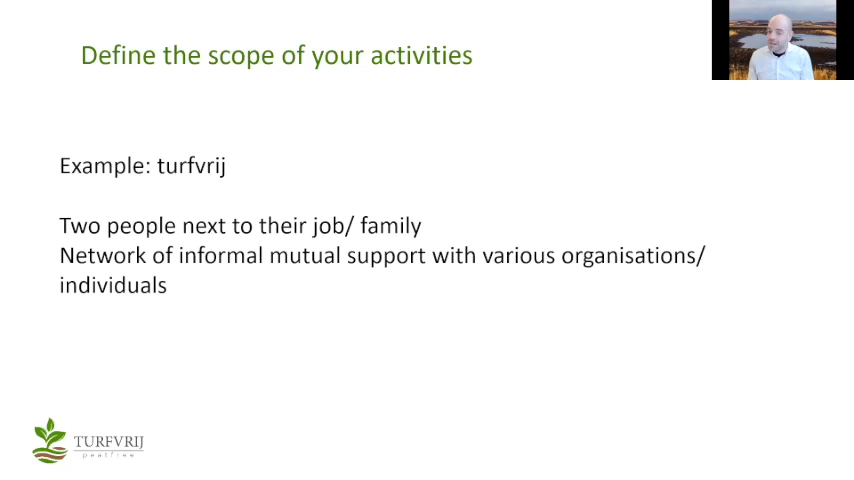 Define the scope of your activities
Example: turfvrij
Two people next to their job/ family
Network of informal mutual support with various organisations/
individuals
TURFVRIJ
peatfree